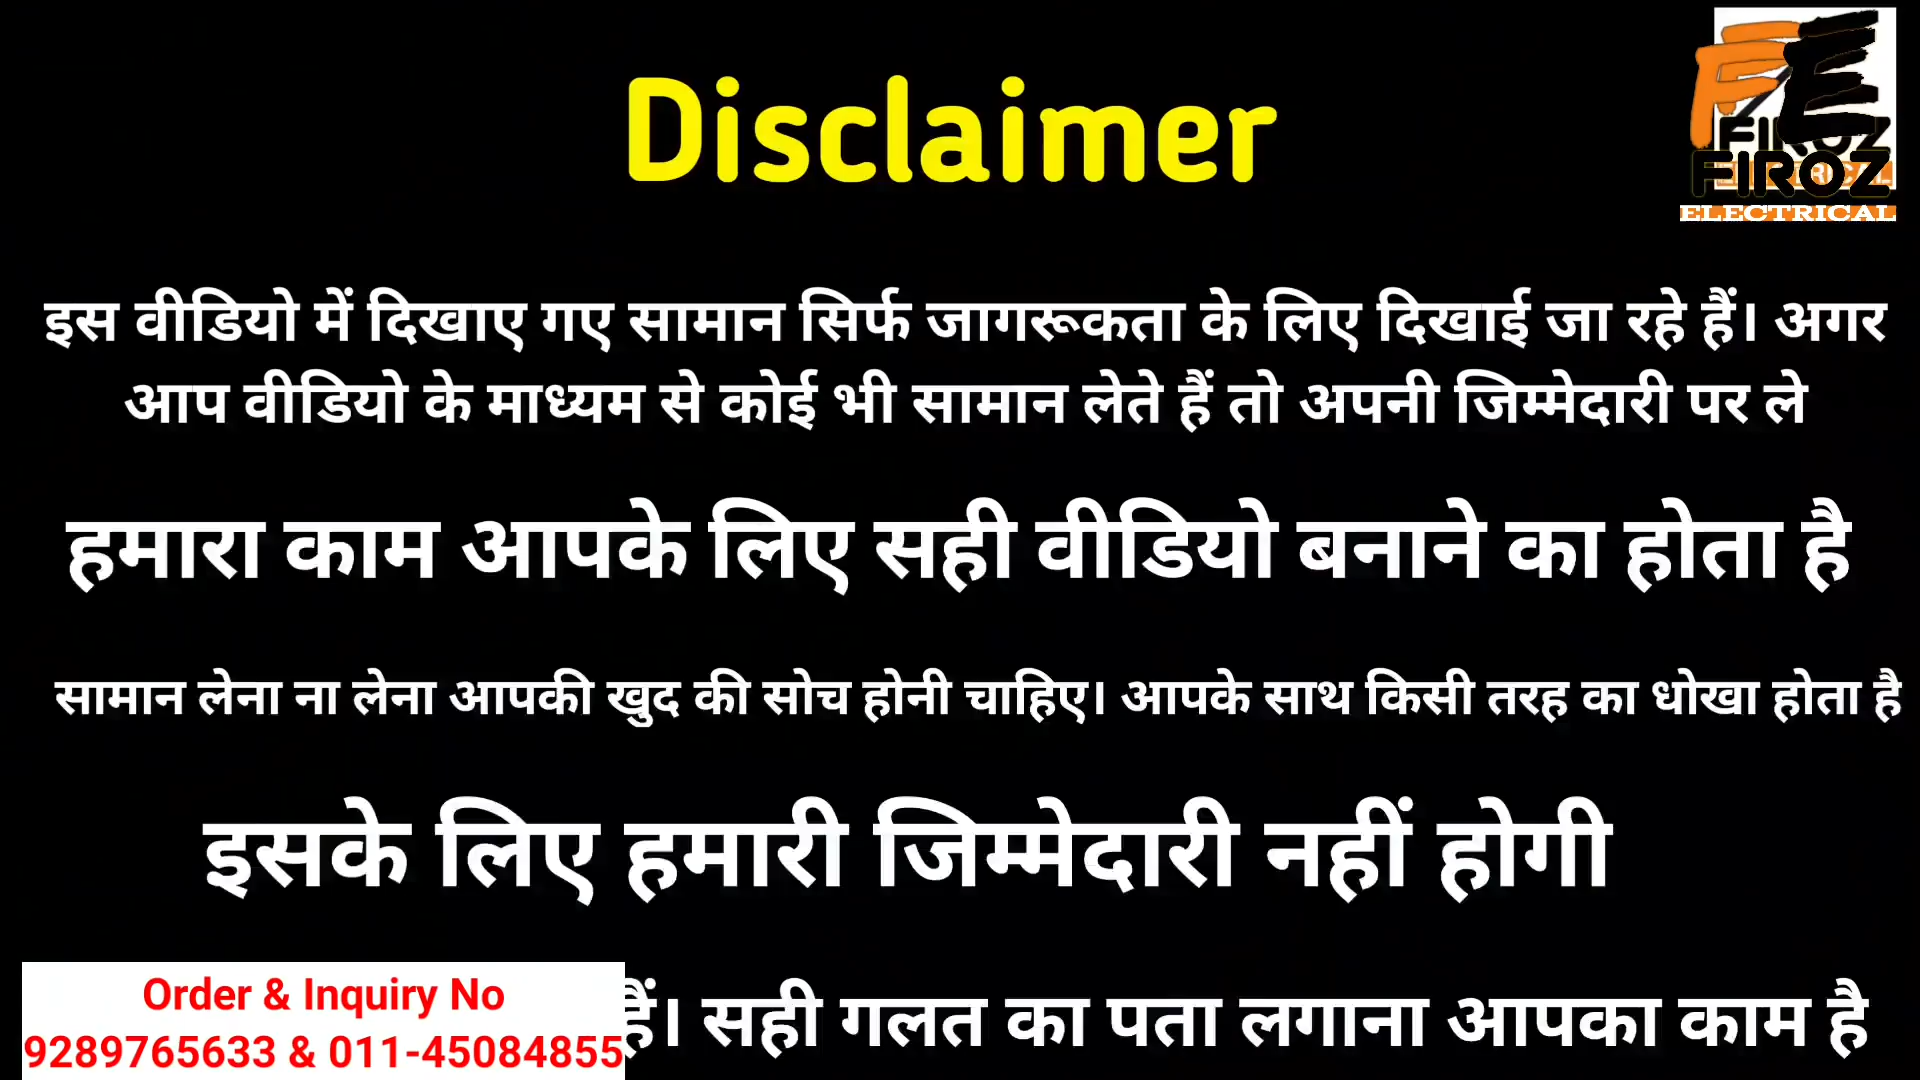 Disclaimer
FIROZ
ELECTRICAL
इस वीडियो में दिखाए गए सामान सिर्फ जागरूकता के लिए दिखाई जा रहे हैं। अगर
आप वीडियो के माध्यम से कोई भी सामान लेते हैं तो अपनी जिम्मेदारी पर ले
हमारा काम आपके लिए सही वीडियो बनाने का होता है
सामान लेना ना लेना आपकी खुद की सोच होनी चाहिए। आपके साथ किसी तरह का धोखा होता है
इसके लिए हमारी जिम्मेदारी नहीं होगी
हैं। सही गलत का पता लगाना आपका काम है
Order & Inquiry No
9289765633 & 011-45084855